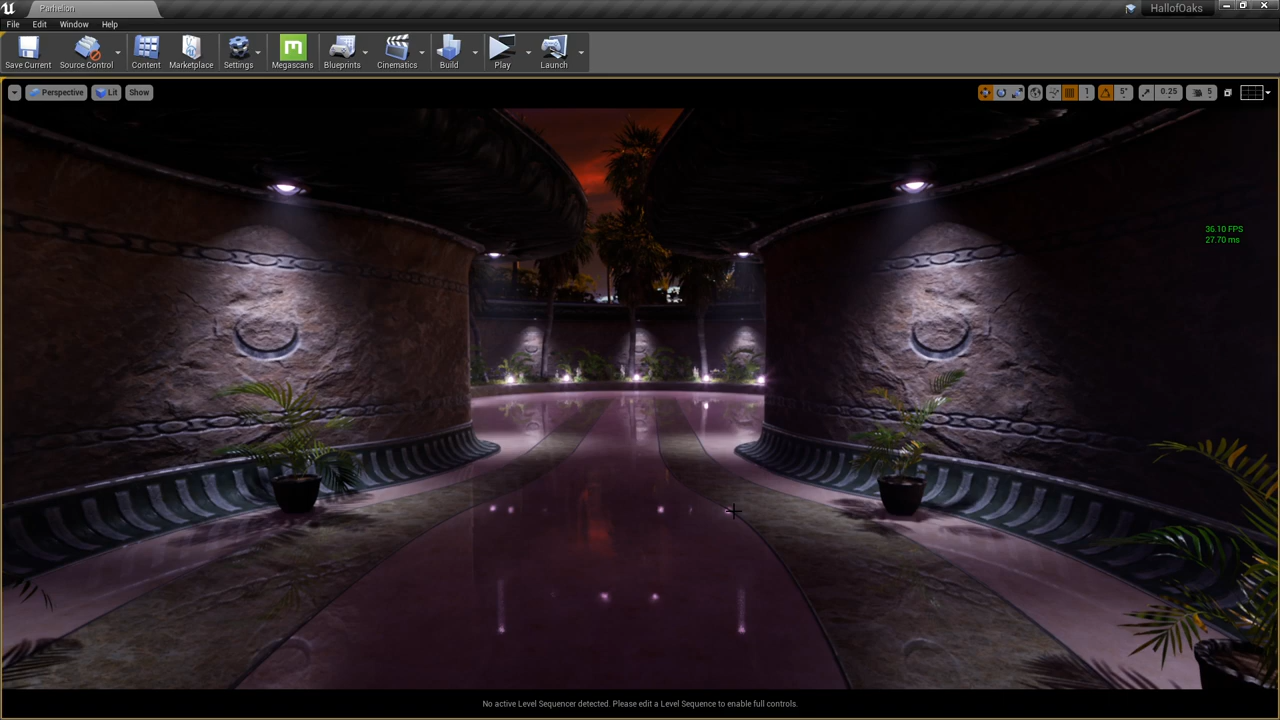 Parhelion
HallofOaks
File Edit Window Help
Save Current Source Control Content Marketplace Settings Megascans Blueprints Cinematics Build Play Launch
Perspective Lit Show 1 5° 0.25 5
36.10 FPS
27.70 ms
No active Level Sequencer detected. Please edit a Level Sequence to enable full controls.